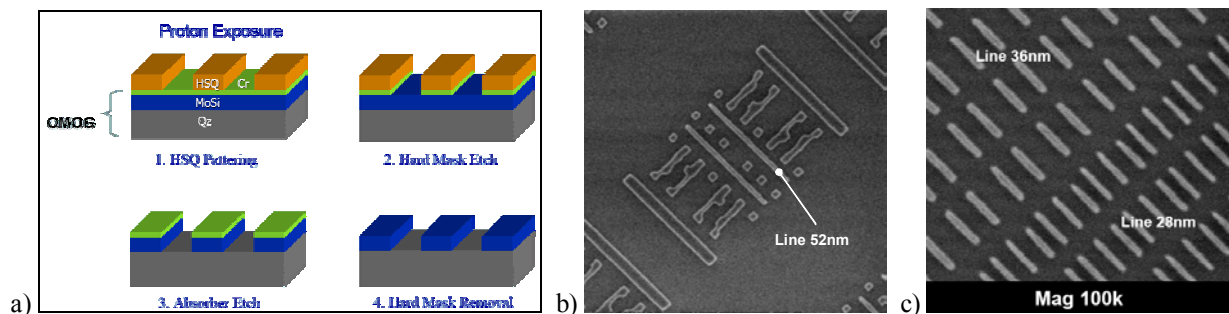 Proton Exposure
HSQ Cr
MoSi
Qz
OMOG
1. HSQ Pattering
2. Hard Mask Etch
3. Absorber Etch
4. Hard Mask Removal
a)
Line 52nm
b)
Line 36nm
Line 28nm
Mag 100k
c)